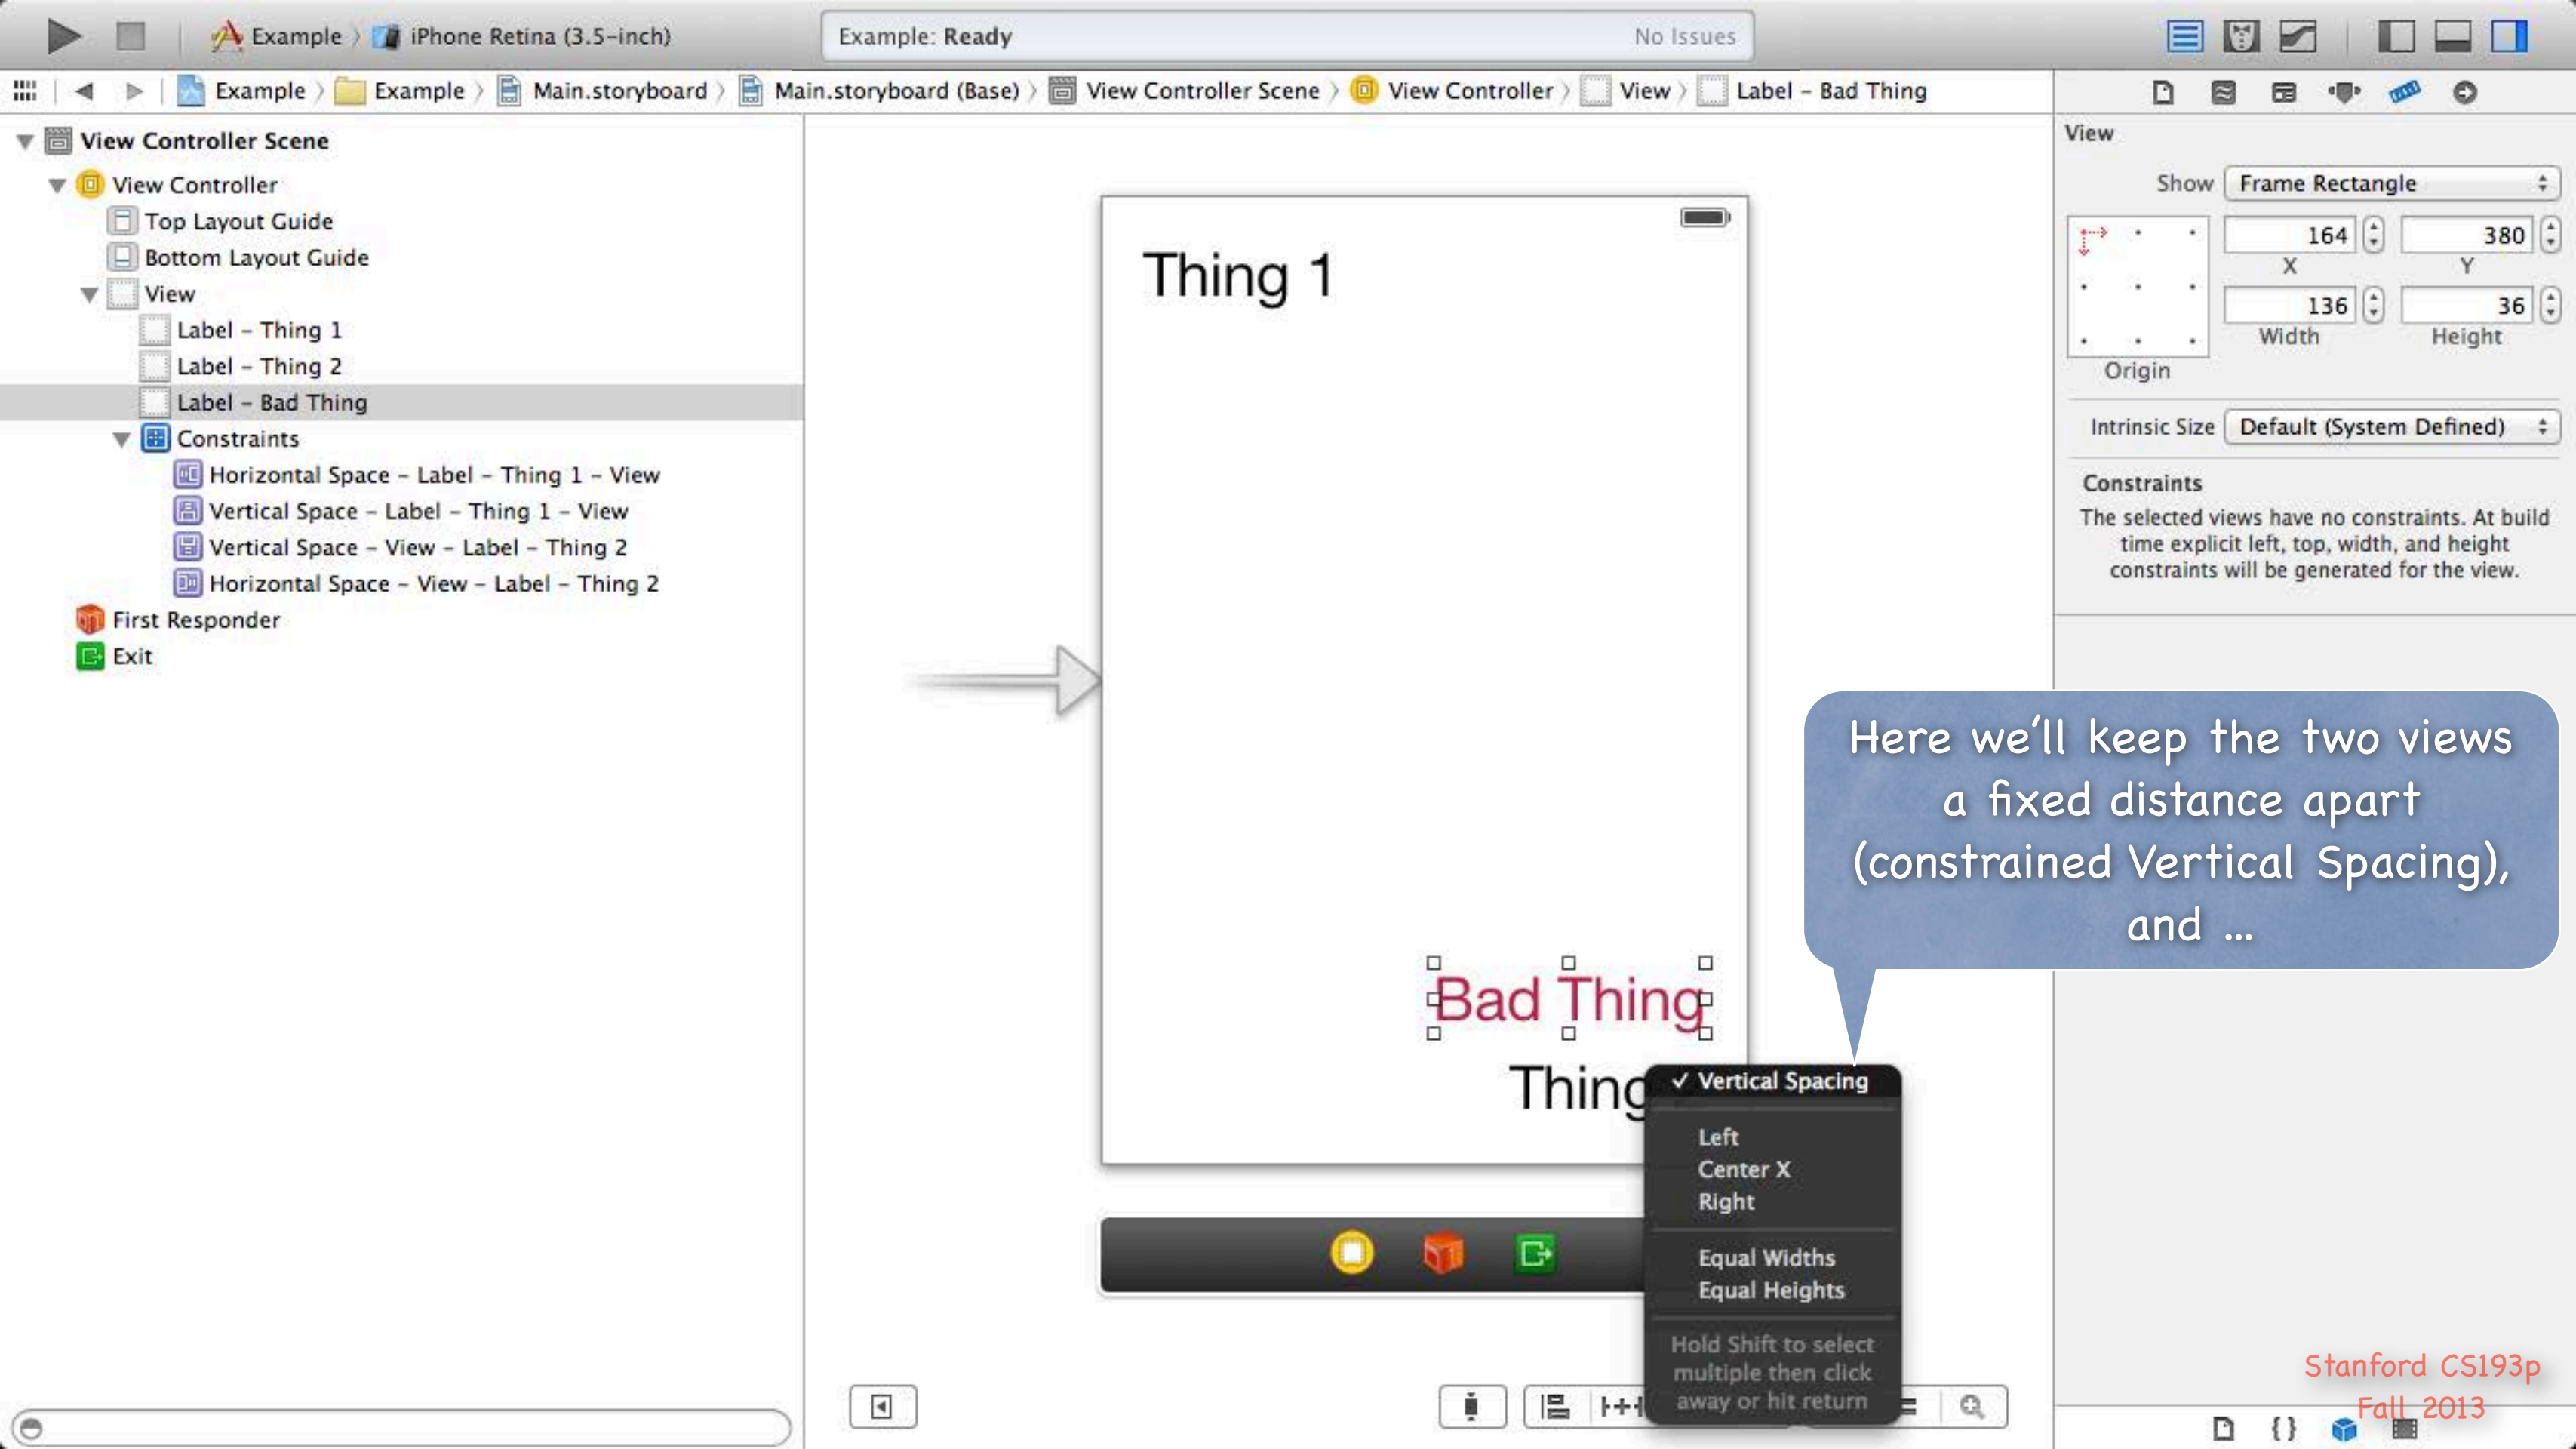 Example › iPhone Retina (3.5-inch)
Example: Ready
No Issues
Example › Example › Main.storyboard › Main.storyboard (Base) › View Controller Scene › View Controller › View › Label – Bad Thing
View Controller Scene
View Controller
Top Layout Guide
Bottom Layout Guide
View
Label – Thing 1
Label – Thing 2
Label – Bad Thing
Constraints
Horizontal Space – Label – Thing 1 – View
Vertical Space – Label – Thing 1 – View
Vertical Space – View – Label – Thing 2
Horizontal Space – View – Label – Thing 2
First Responder
Exit
Thing 1
Bad Thing
Thing
✓ Vertical Spacing
Left
Center X
Right
Equal Widths
Equal Heights
Hold Shift to select
multiple then click
away or hit return
View
Show Frame Rectangle
164 380
X Y
136 36
Width Height
Origin
Intrinsic Size Default (System Defined)
Constraints
The selected views have no constraints. At build
time explicit left, top, width, and height
constraints will be generated for the view.
Here we'll keep the two views
a fixed distance apart
(constrained Vertical Spacing),
and ...
Stanford CS193p
Fall 2013
{ }